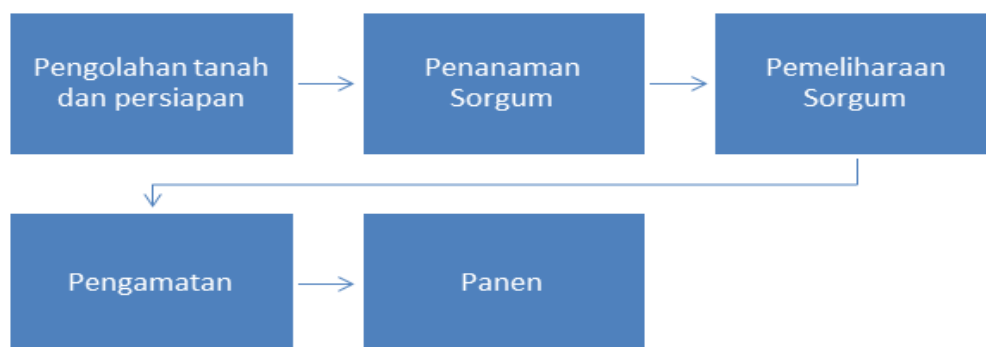 Pengolahan tanah
dan persiapan
Penanaman
Sorgum
Pemeliharaan
Sorgum
Pengamatan
Panen